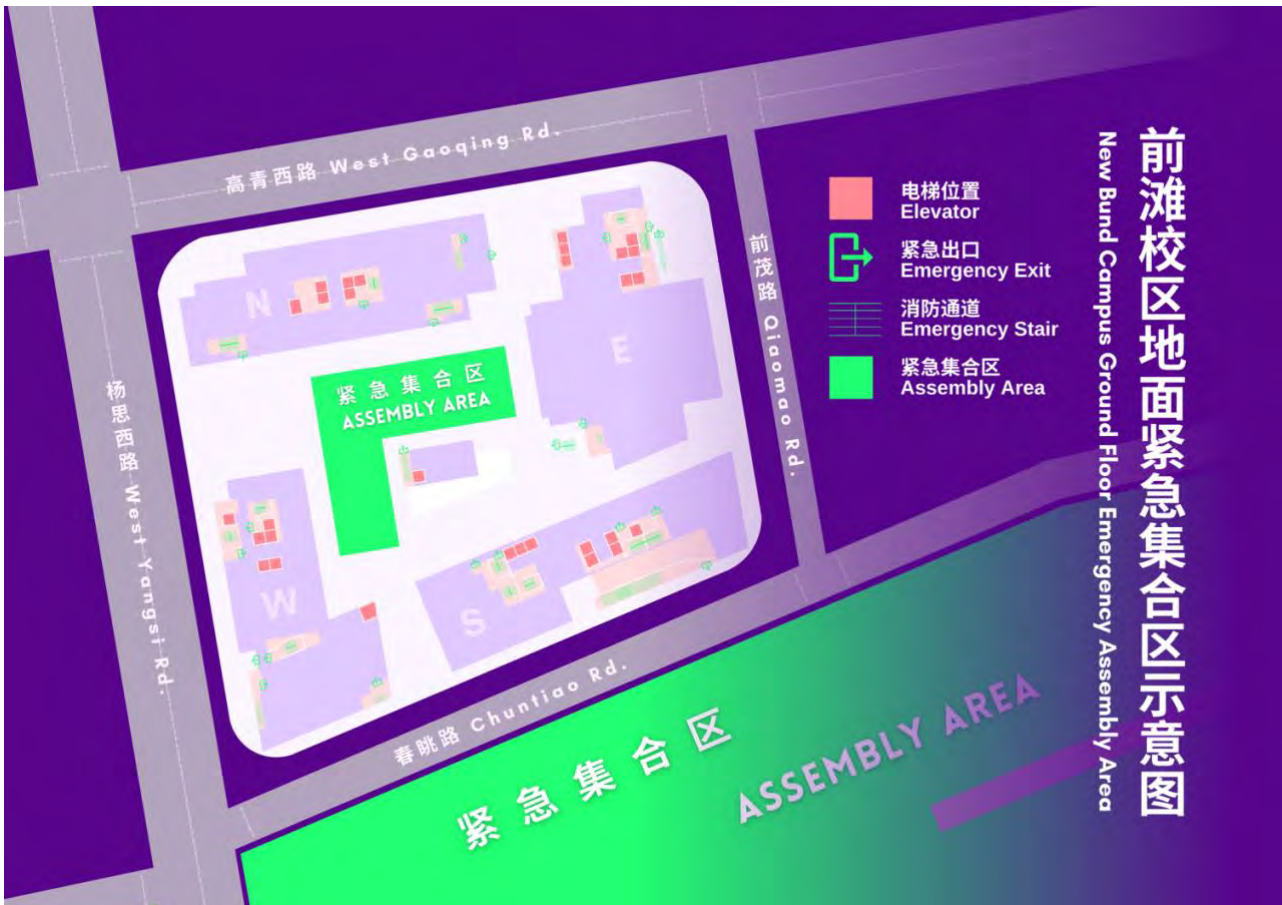 前滩校区地面紧急集合区示意图
New Bund Campus Ground Floor Emergency Assembly Area
高青西路 West Gaoqing Rd.
前茂路 Qiaomao Rd.
杨思西路 West Yangsi Rd.
春眺路 Chuntiao Rd.
电梯位置
Elevator
紧急出口
Emergency Exit
消防通道
Emergency Stair
紧急集合区
Assembly Area
N
E
紧急集合区
ASSEMBLY AREA
W
S
紧急集合区
ASSEMBLY AREA